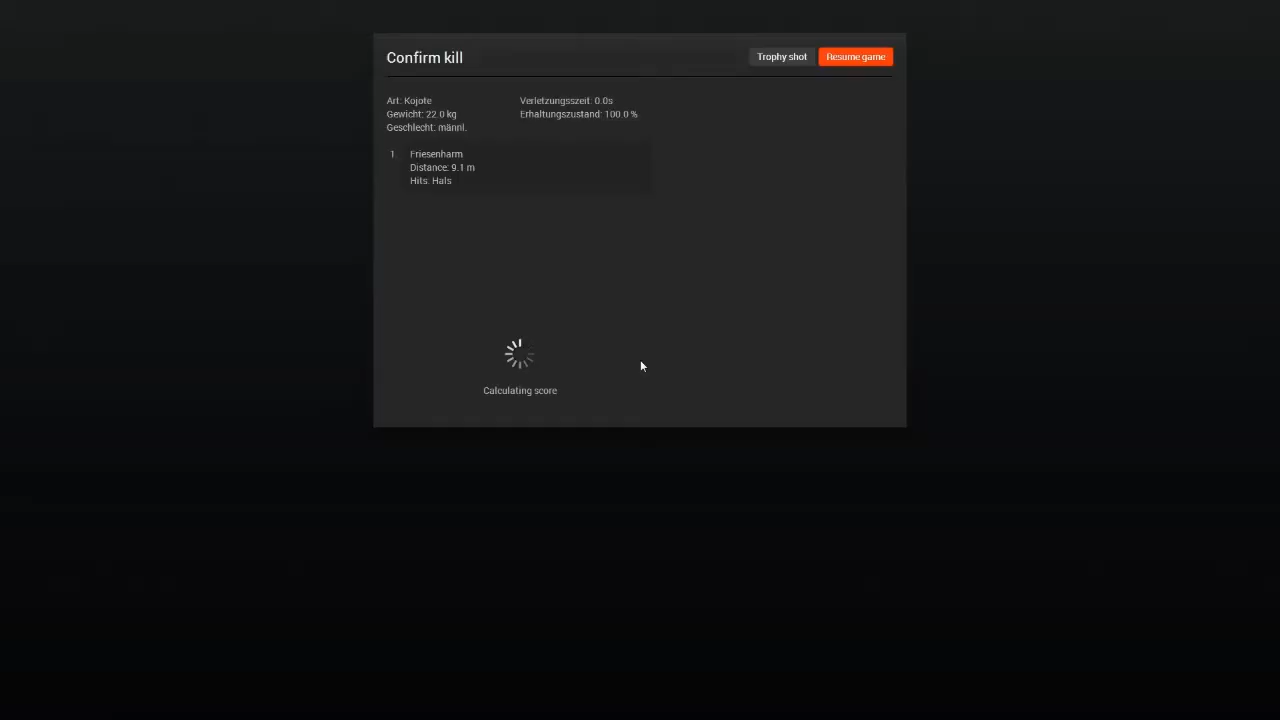 Confirm kill
Trophy shot
Resume game
Art: Kojote
Gewicht: 22.0 kg
Geschlecht: männl.
Verletzungsszeit: 0.0s
Erhaltungszustand: 100.0 %
1. Friesenharm
Distance: 9.1 m
Hits: Hals
Calculating score